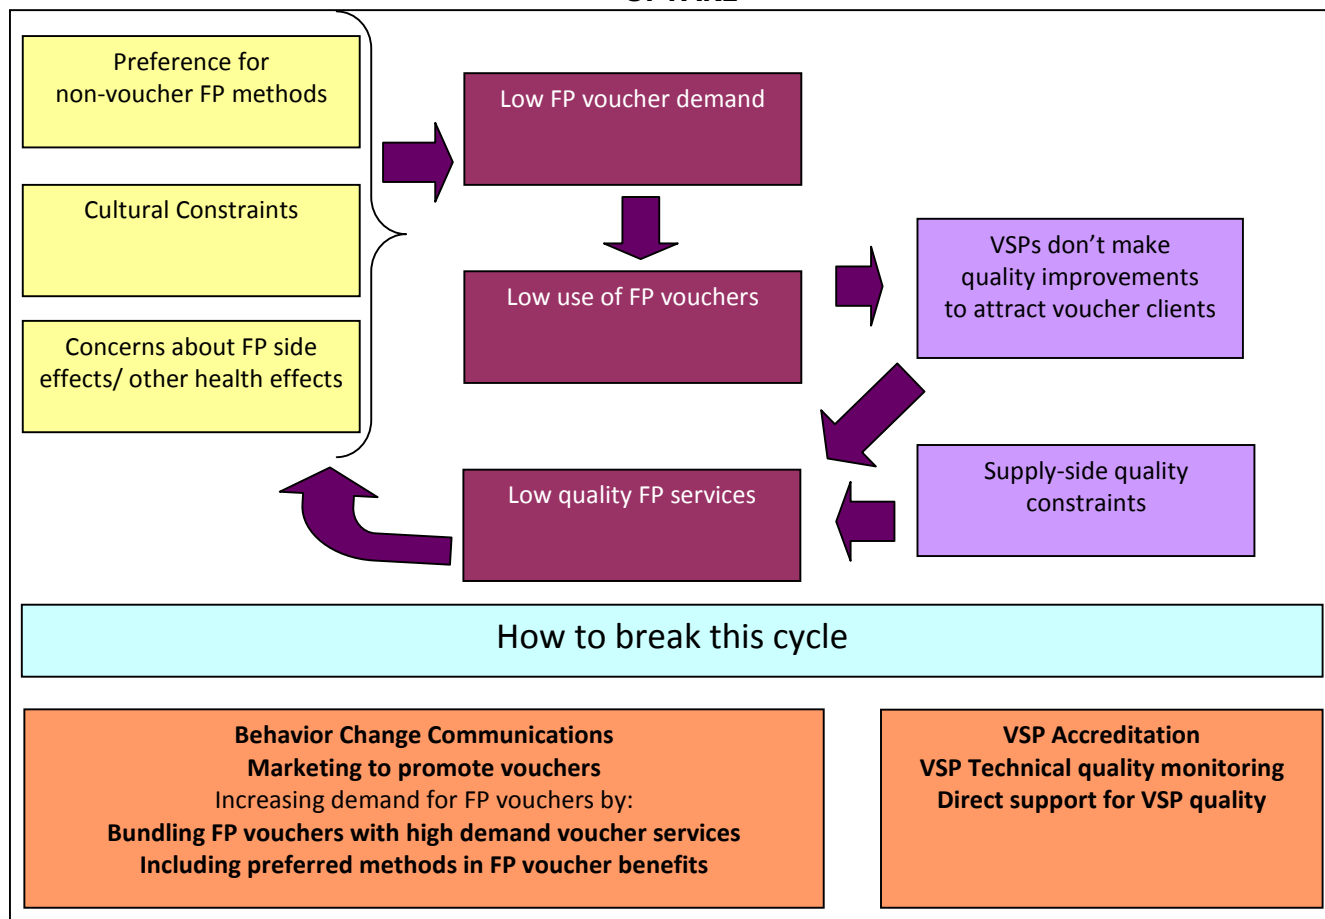 Preference for
non-voucher FP methods
Cultural Constraints
Concerns about FP side
effects/ other health effects
Low FP voucher demand
Low use of FP vouchers
Low quality FP services
VSPs don’t make
quality improvements
to attract voucher clients
Supply-side quality
constraints
How to break this cycle
Behavior Change Communications
Marketing to promote vouchers
Increasing demand for FP vouchers by:
Bundling FP vouchers with high demand voucher services
Including preferred methods in FP voucher benefits
VSP Accreditation
VSP Technical quality monitoring
Direct support for VSP quality